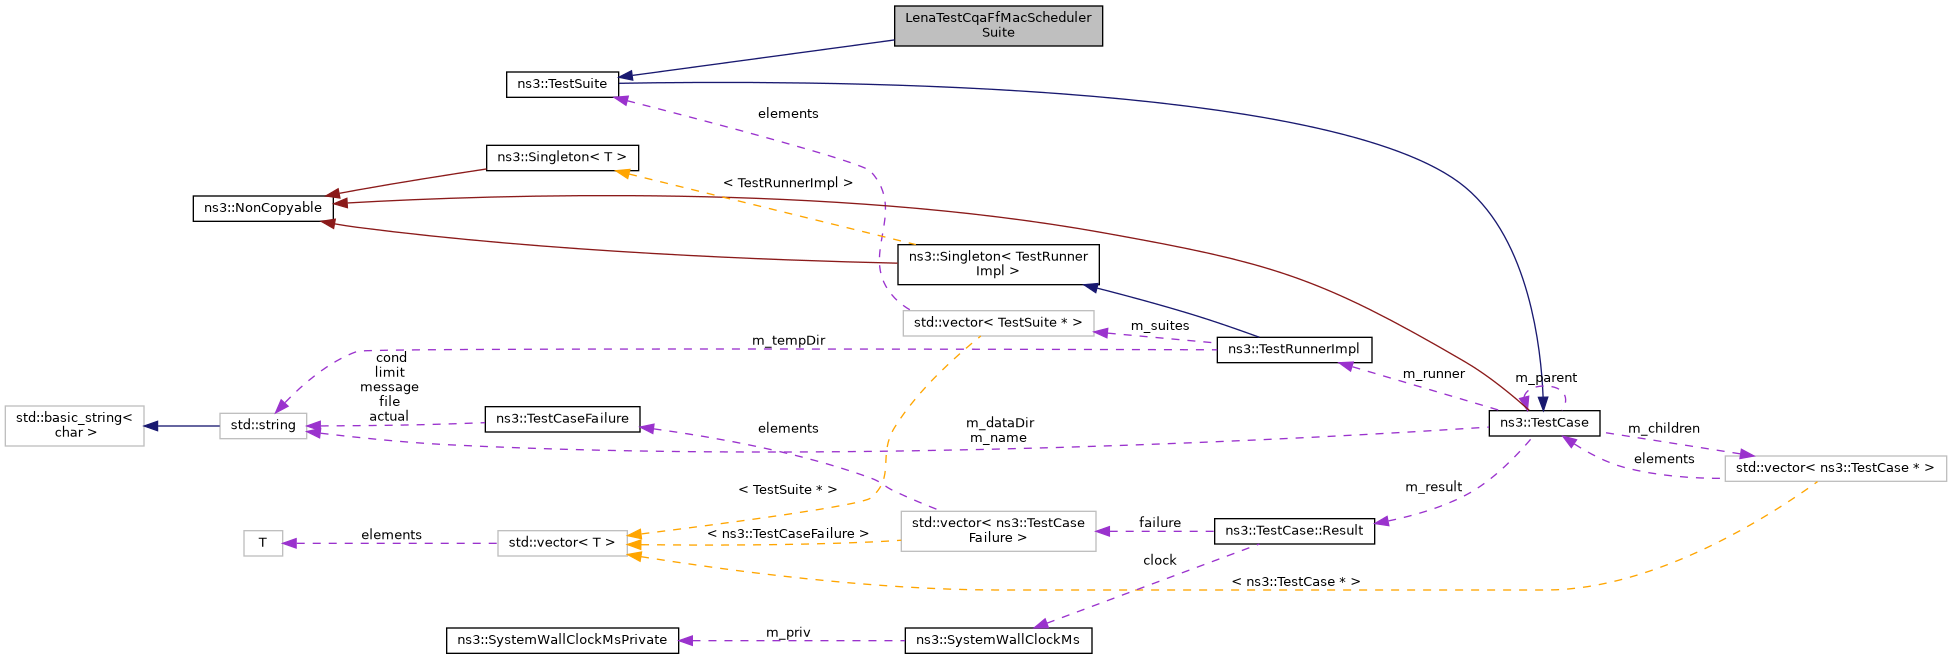 LenaTestCqaFfMacScheduler
Suite
ns3::TestSuite
elements
ns3::Singleton< T >
< TestRunnerImpl >
ns3::NonCopyable
ns3::Singleton< TestRunner
Impl >
std::vector< TestSuite * >
m_suites
m_tempDir
ns3::TestRunnerImpl
cond
limit
message
file
actual
m_runner
m_parent
std::basic_string<
char >
std::string
ns3::TestCaseFailure
elements
m_dataDir
m_name
ns3::TestCase
m_children
elements
std::vector< ns3::TestCase * >
< TestSuite * >
m_result
T
elements
std::vector< T >
< ns3::TestCaseFailure >
std::vector< ns3::TestCase
Failure >
failure
ns3::TestCase::Result
clock
< ns3::TestCase * >
ns3::SystemWallClockMsPrivate
m_priv
ns3::SystemWallClockMs